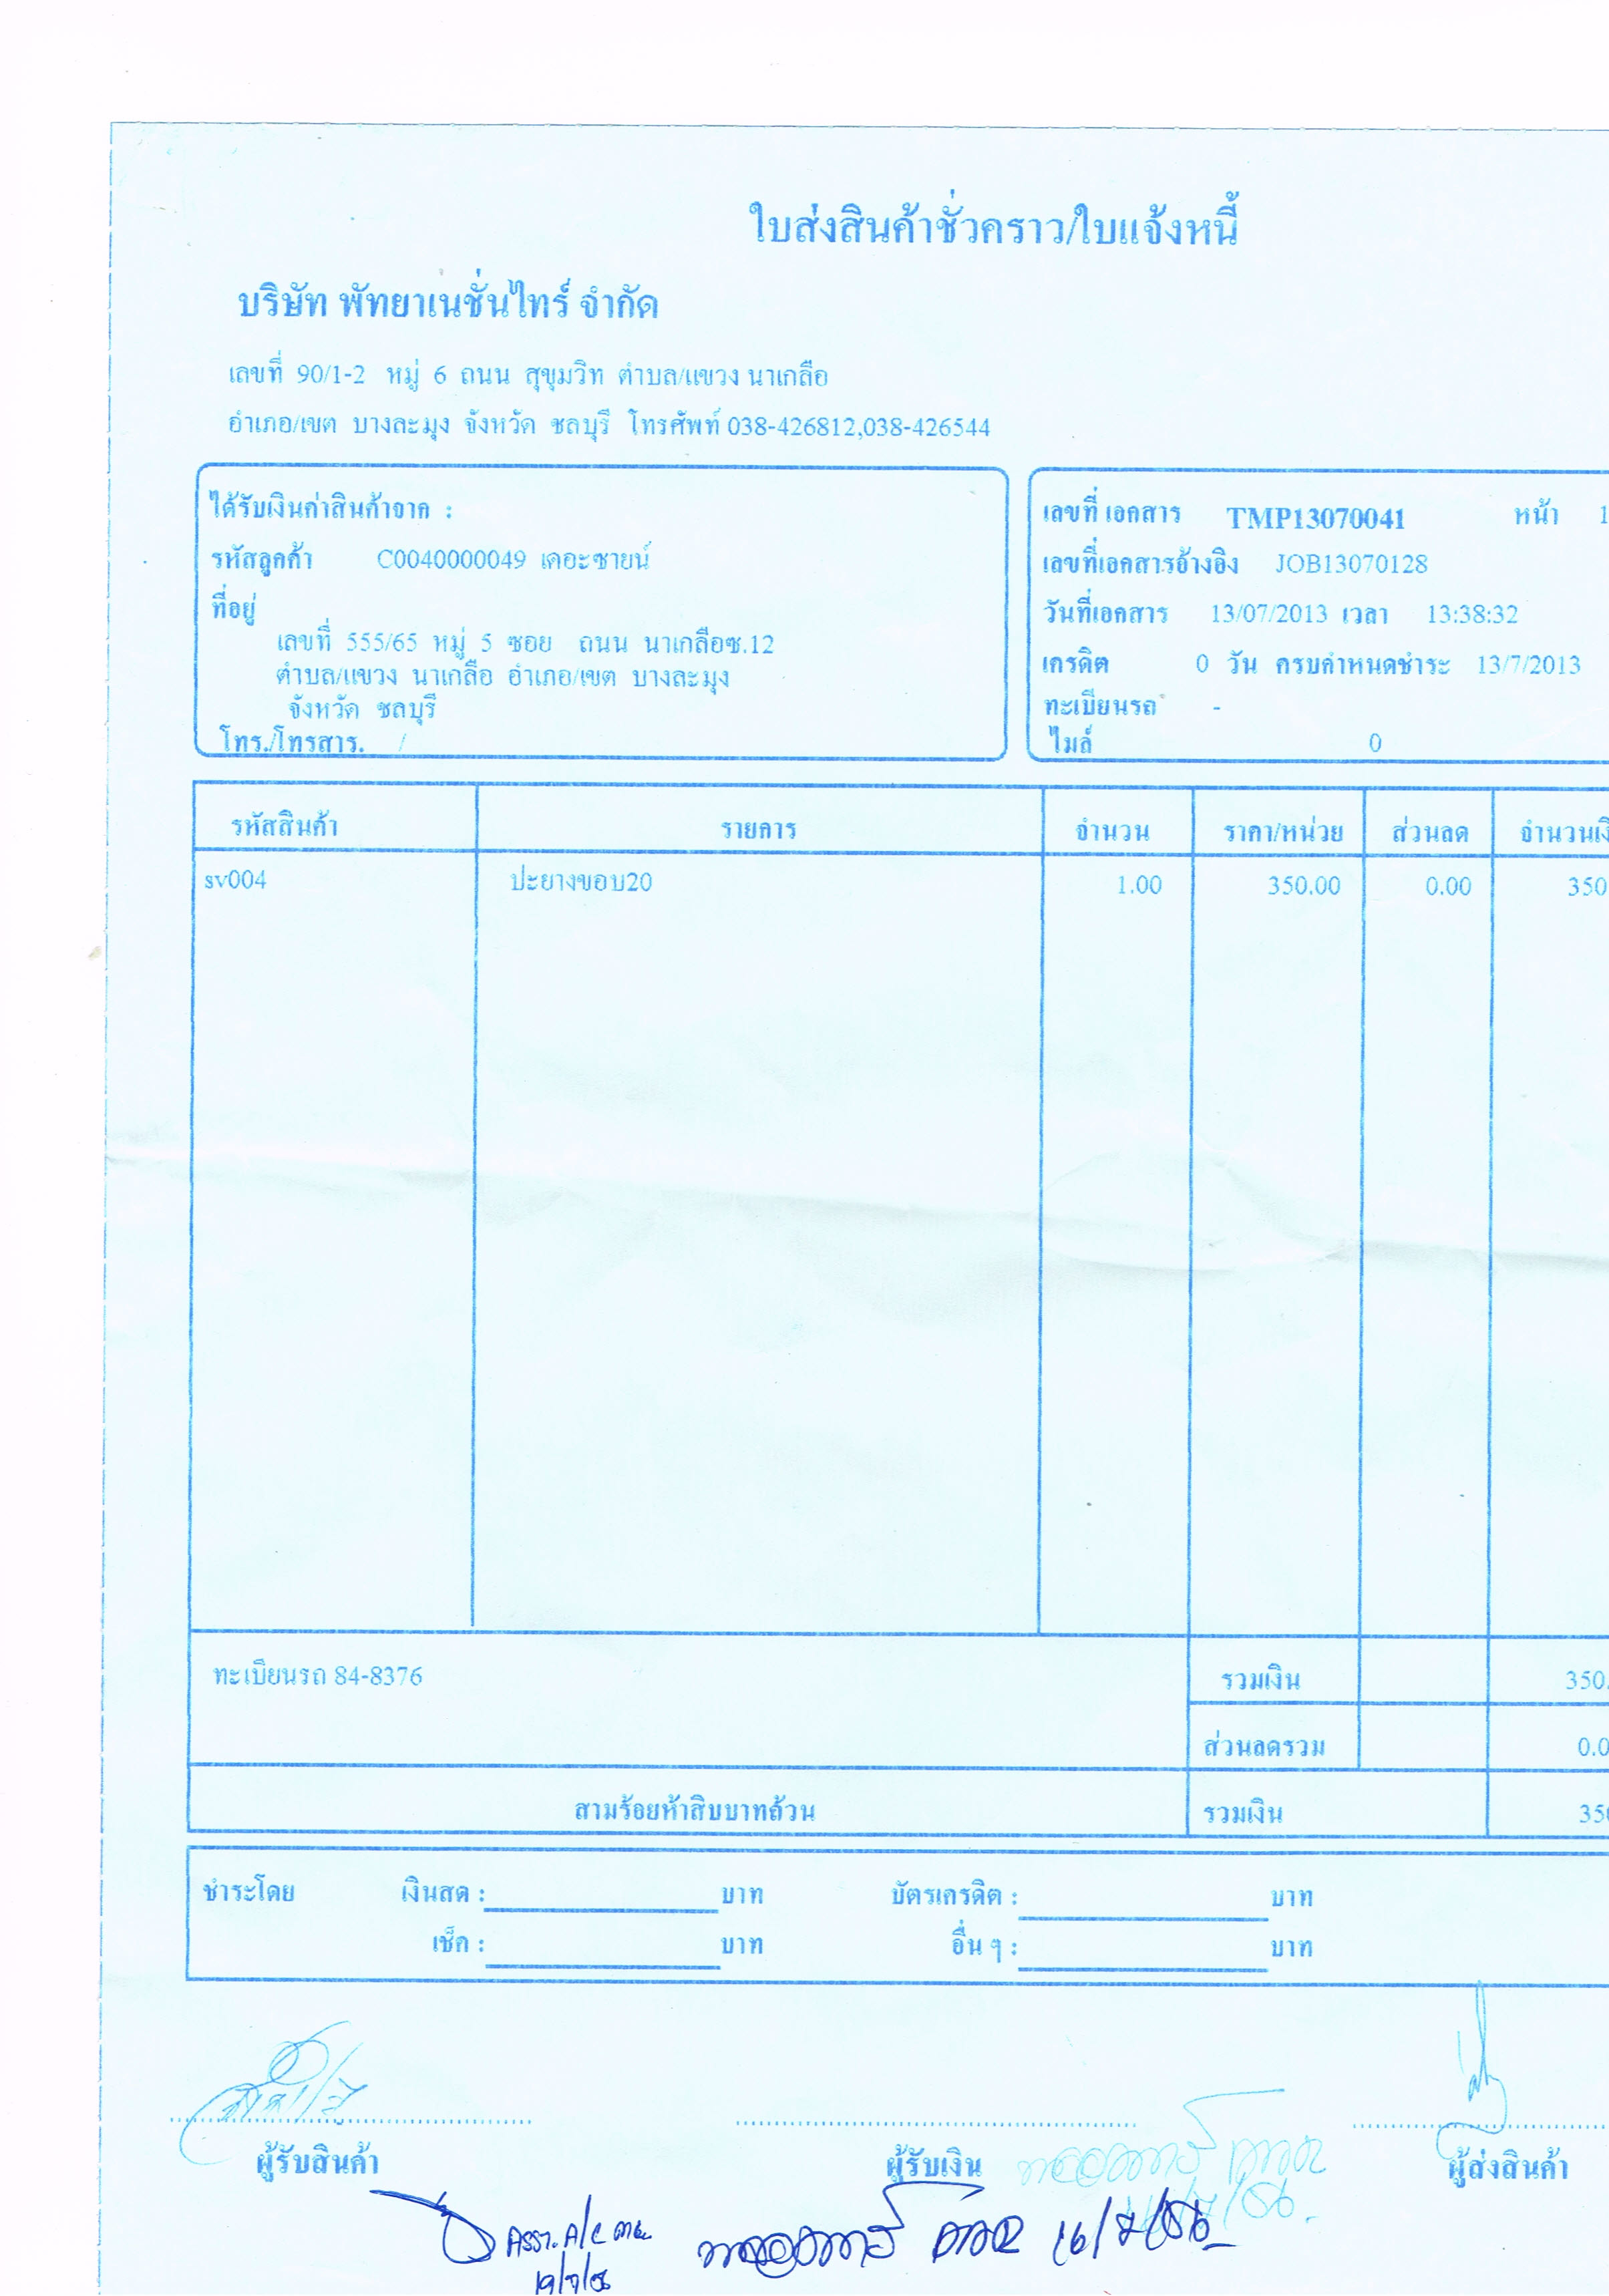 ใบส่งสินค้าชั่วคราว/ใบแจ้งหนี้
บริษัท พัทยาเนชั่นไทร์ จำกัด
เลขที่ 90/1-2 หมู่ 6 ถนน สุขุมวิท ตำบล/แขวง นาเกลือ
อำเภอ/เขต บางละมุง จังหวัด ชลบุรี โทรศัพท์ 038-426812,038-426544
ได้รับเงินค่าสินค้าจาก :
รหัสลูกค้า C0040000049 เดอะซายน์
ที่อยู่
เลขที่ 555/65 หมู่ 5 ซอย ถนน นาเกลือซ.12
ตำบล/แขวง นาเกลือ อำเภอ/เขต บางละมุง
จังหวัด ชลบุรี
โทร./โทรสาร. /
เลขที่ เอกสาร TMP13070041 หน้า 1
เลขที่เอกสารอ้างอิง JOB13070128
วันที่เอกสาร 13/07/2013 เวลา 13:38:32
เครดิต 0 วัน ครบกำหนดชำระ 13/7/2013
ทะเบียนรถ -
ไมล์ 0
รหัสสินค้า รายการ จำนวน ราคา/หน่วย ส่วนลด จำนวนเ
sv004 ปะยางขอบ20 1.00 350.00 0.00 350
ทะเบียนรถ 84-8376 รวมเงิน 350.
ส่วนลดรวม 0.0
สามร้อยห้าสิบบาทถ้วน รวมเงิน 350
ชำระโดย เงินสด : บาท บัตรเครดิต : บาท
เช็ค : บาท อื่น ๆ : บาท
ผู้รับสินค้า ผู้รับเงิน ผู้ส่งสินค้า
16/7/56
19/7/56